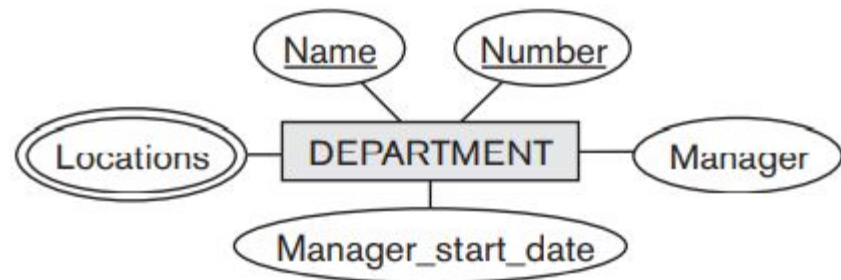 Name
Number
Locations
DEPARTMENT
Manager
Manager_start_date